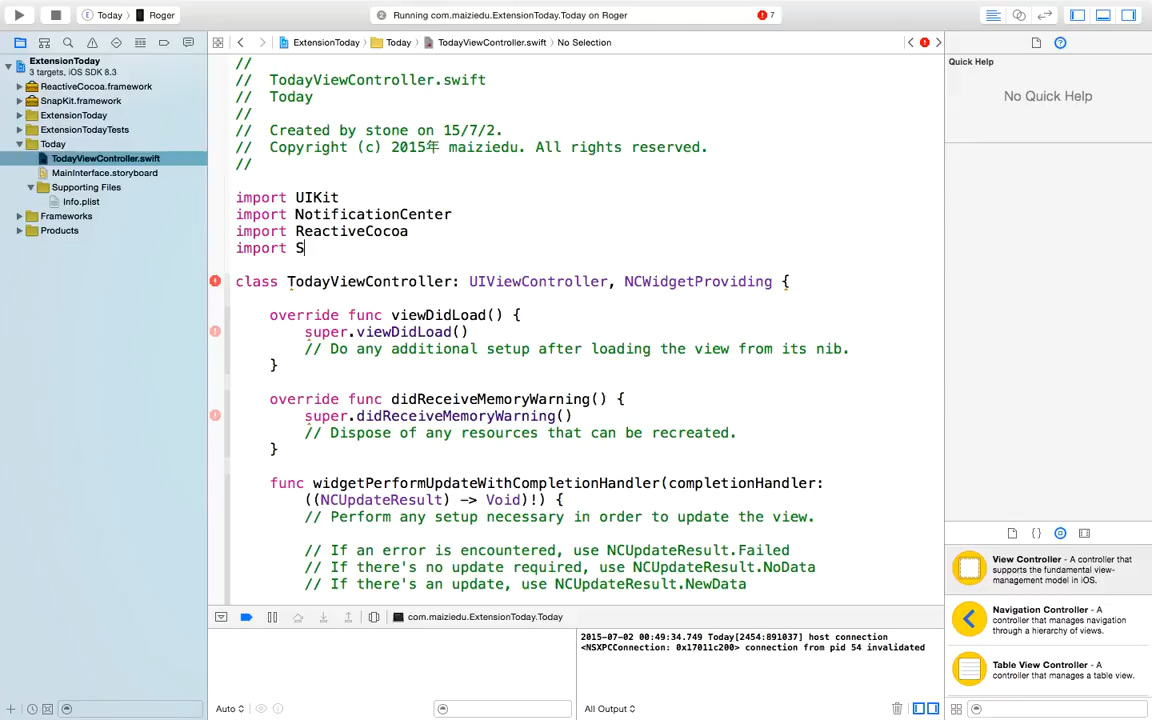 Today
Roger
Running com.maiziedu.ExtensionToday.Today on Roger
7
ExtensionToday
Today
TodayViewController.swift
No Selection
ExtensionToday
3 targets, iOS SDK 8.3
ReactiveCocoa.framework
SnapKit.framework
ExtensionToday
ExtensionTodayTests
Today
TodayViewController.swift
MainInterface.storyboard
Supporting Files
Info.plist
Frameworks
Products
//
// TodayViewController.swift
// Today
//
// Created by stone on 15/7/2.
// Copyright (c) 2015年 maiziedu. All rights reserved.
//
import UIKit
import NotificationCenter
import ReactiveCocoa
import S
class TodayViewController: UIViewController, NCWidgetProviding {
override func viewDidLoad() {
super.viewDidLoad()
// Do any additional setup after loading the view from its nib.
}
override func didReceiveMemoryWarning() {
super.didReceiveMemoryWarning()
// Dispose of any resources that can be recreated.
}
func widgetPerformUpdateWithCompletionHandler(completionHandler:
((NCUpdateResult) -> Void)!) {
// Perform any setup necessary in order to update the view.
// If an error is encountered, use NCUpdateResult.Failed
// If there's no update required, use NCUpdateResult.NoData
// If there's an update, use NCUpdateResult.NewData
com.maiziedu.ExtensionToday.Today
2015-07-02 00:49:34.749 Today[2454:891037] host connection
<NSXPCConnection: 0x17011c200> connection from pid 54 invalidated
Auto
All Output
Quick Help
No Quick Help
View Controller - A controller that
supports the fundamental view-
management model in iOS.
Navigation Controller - A
controller that manages navigation
through a hierarchy of views.
Table View Controller - A
controller that manages a table view.